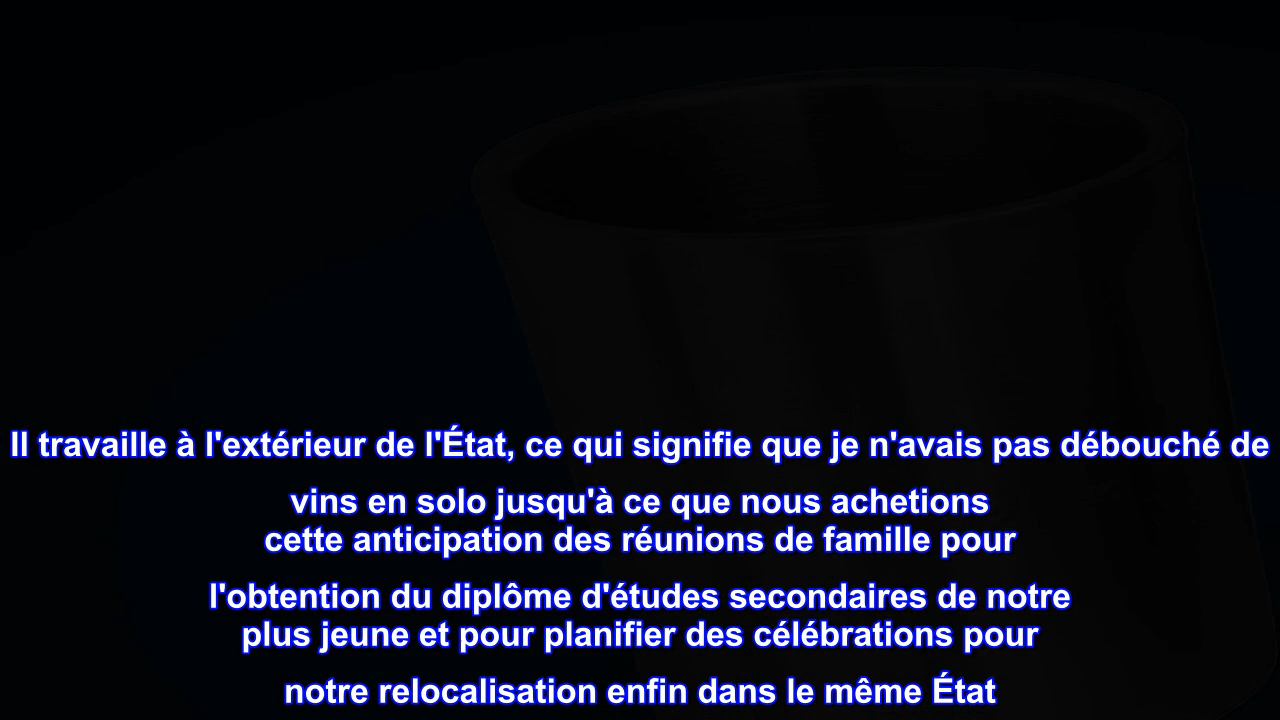 Il travaille à l'extérieur de l'État, ce qui signifie que je n'avais pas débouché de
vins en solo jusqu'à ce que nous achetions
cette anticipation des réunions de famille pour
l'obtention du diplôme d'études secondaires de notre
plus jeune et pour planifier des célébrations pour
notre relocalisation enfin dans le même État